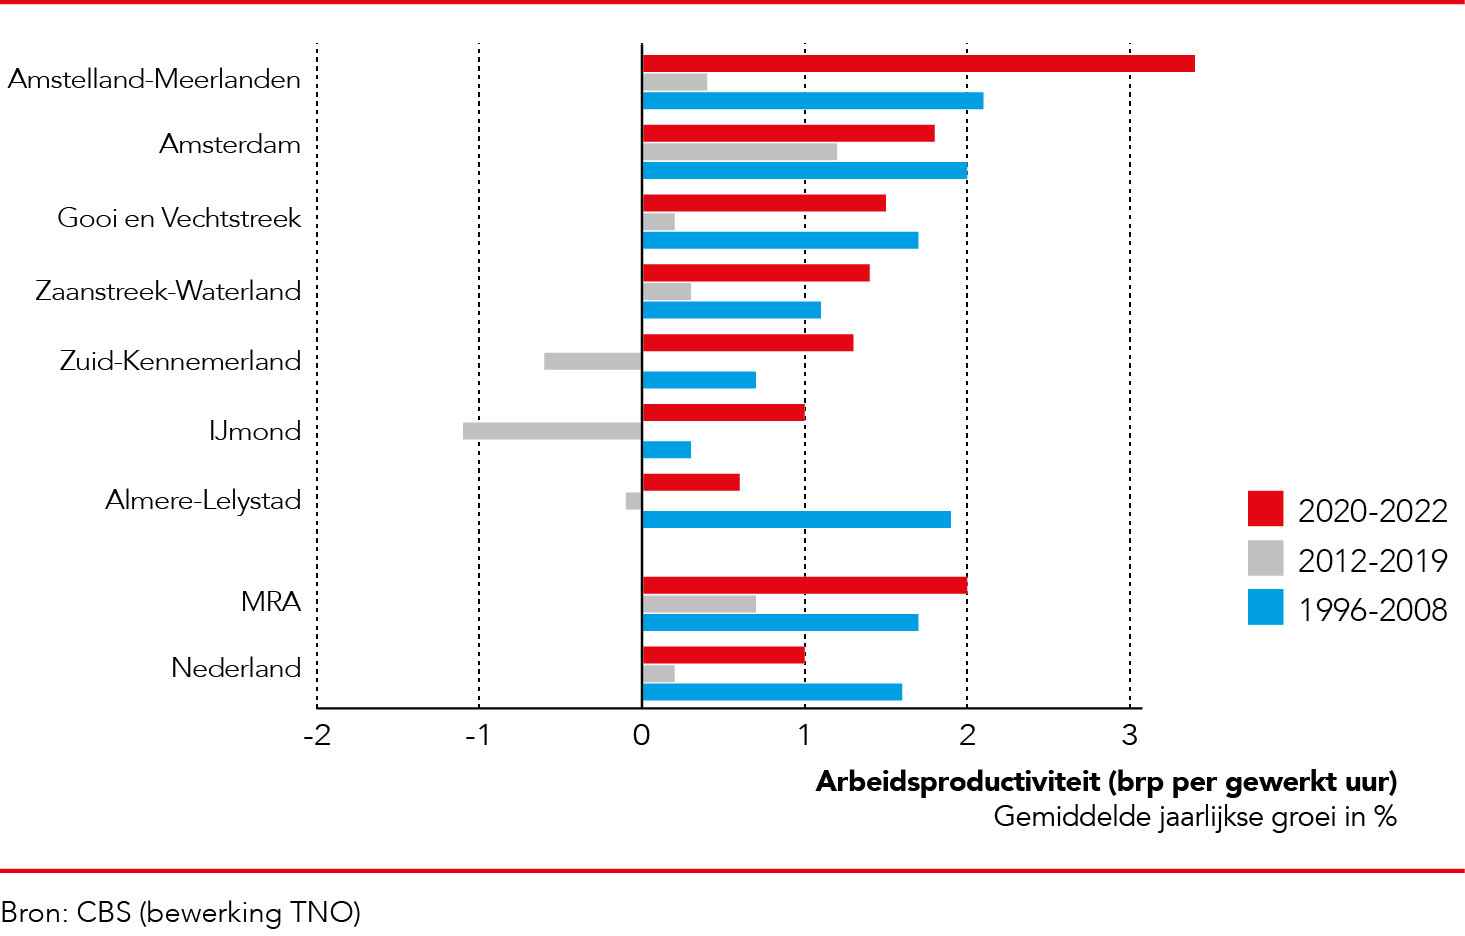 Amstelland-Meerlanden
Amsterdam
Gooi en Vechtstreek
Zaanstreek-Waterland
Zuid-Kennemerland
IJmond
Almere-Lelystad
MRA
Nederland
2020-2022
2012-2019
1996-2008
-2 -1 0 1 2 3
Arbeidsproductiviteit (brp per gewerkt uur)
Gemiddelde jaarlijkse groei in %
Bron: CBS (bewerking TNO)